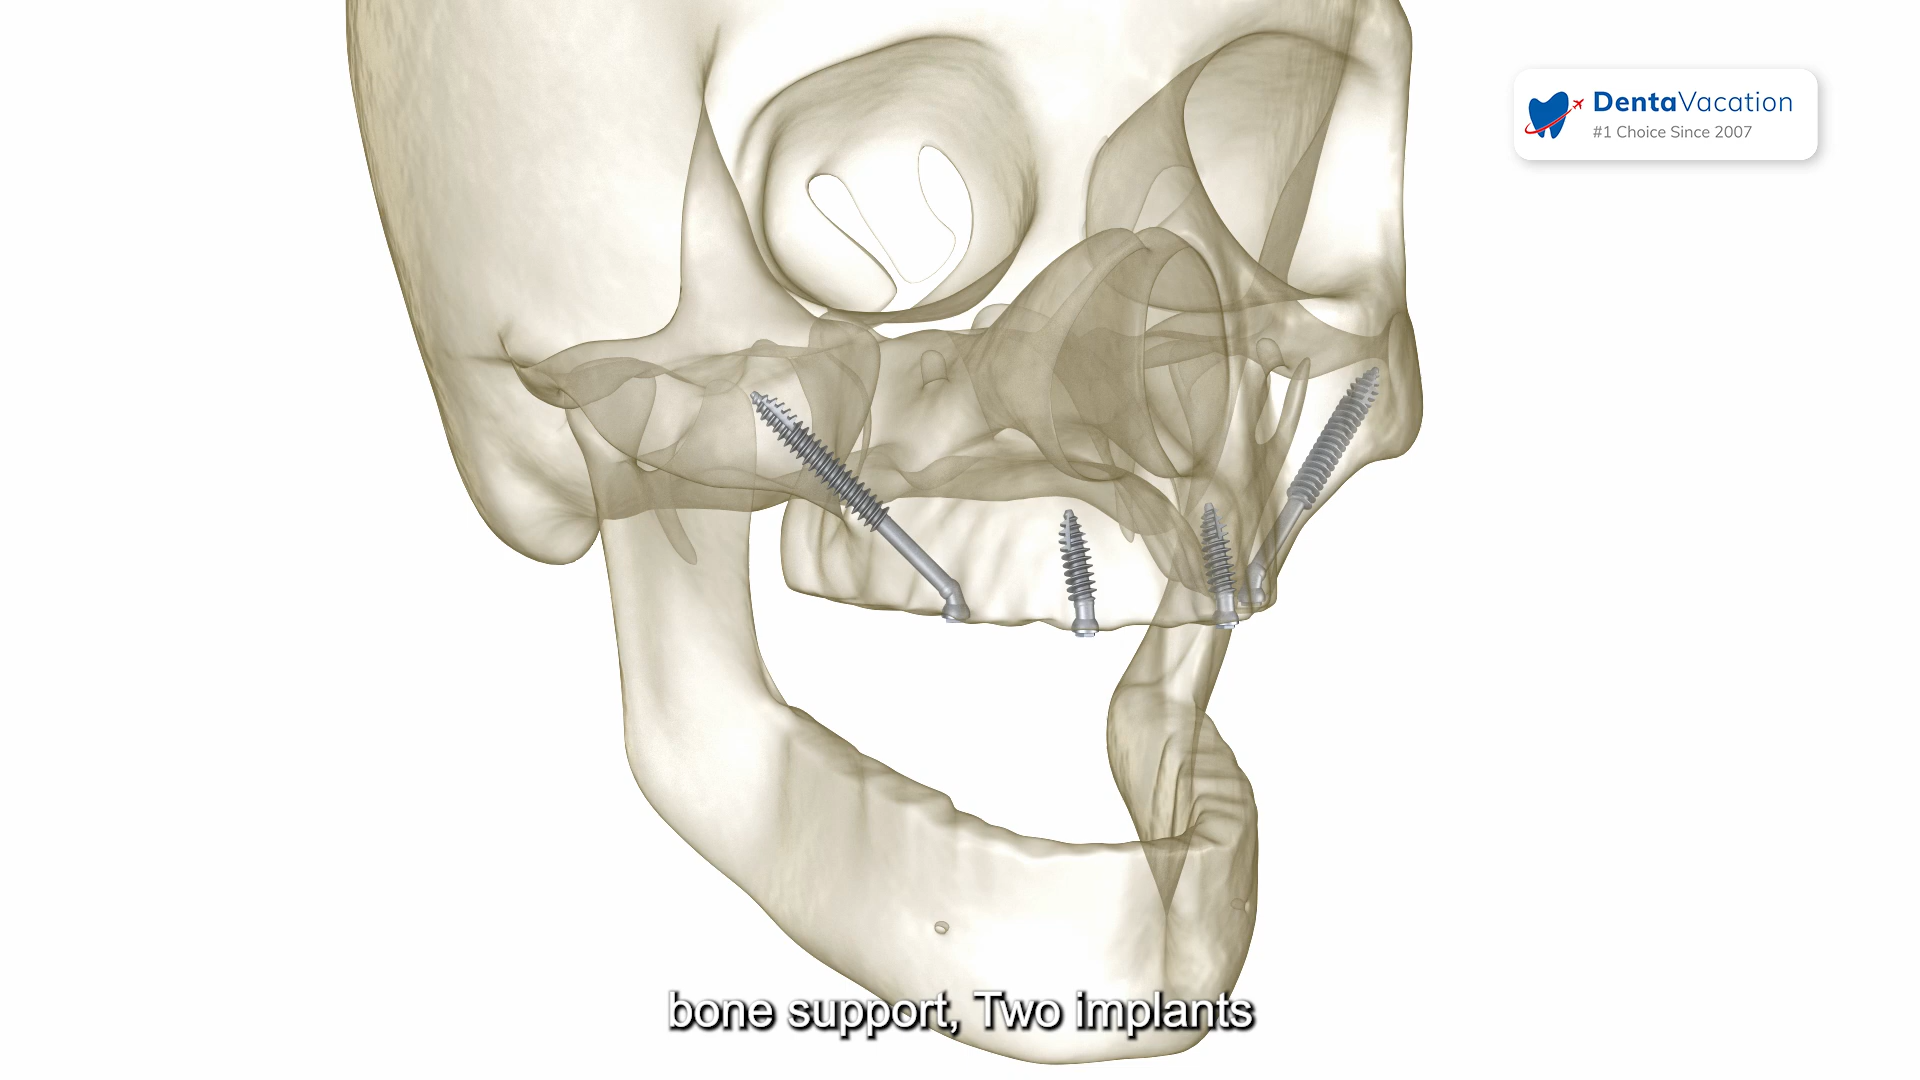 DentaVacation
#1 Choice Since 2007
bone support, Two implants